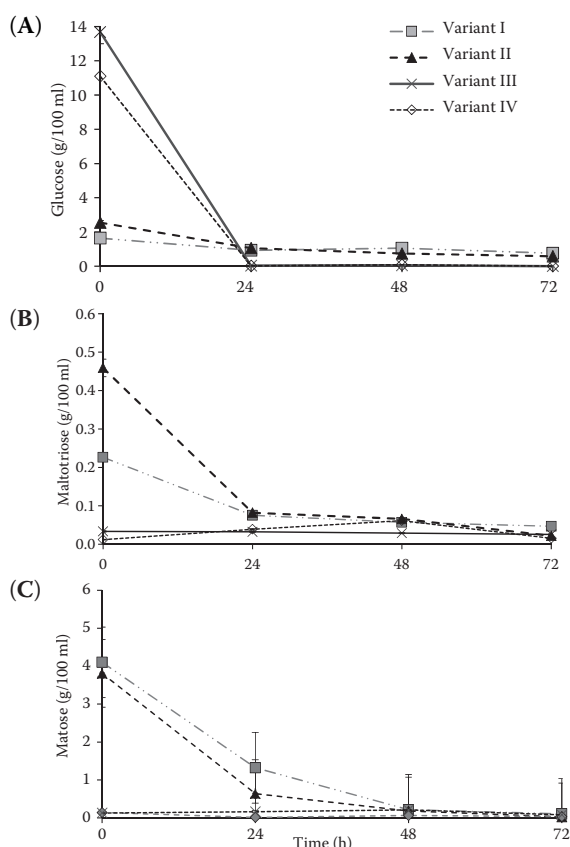 (A)
14
12
10
8
6
4
2
0
Glucose (g/100 ml)
Variant I
Variant II
Variant III
Variant IV
0 24 48 72
(B)
0.6
0.5
0.4
0.3
0.2
0.1
0.0
Maltotriose (g/100 ml)
0 24 48 72
(C)
6
5
4
3
2
1
0
Matose (g/100 ml)
0 24 48 72
Time (h)